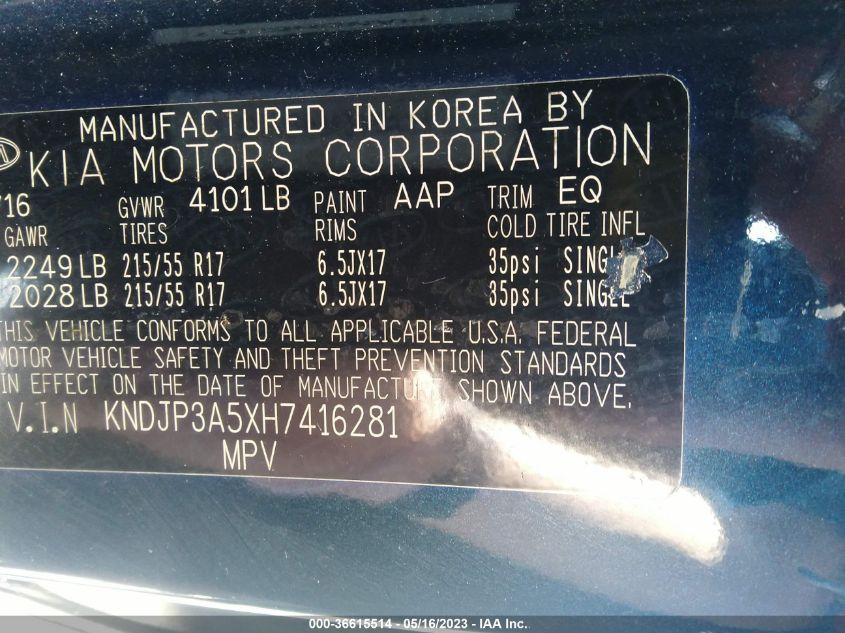 MANUFACTURED IN KOREA BY
KIA MOTORS CORPORATION
/16 GVWR 4101 LB PAINT AAP TRIM EQ
GAWR TIRES RIMS COLD TIRE INFL
2249 LB 215/55 R17 6.5JX17 35psi SINGLE
2028 LB 215/55 R17 6.5JX17 35psi SINGLE
THIS VEHICLE CONFORMS TO ALL APPLICABLE U.S.A. FEDERAL
MOTOR VEHICLE SAFETY AND THEFT PREVENTION STANDARDS
IN EFFECT ON THE DATE OF MANUFACTURE SHOWN ABOVE.
V.I.N KNDJP3A5XH7416281
MPV
000-36615514 - 05/16/2023 - IAA Inc.